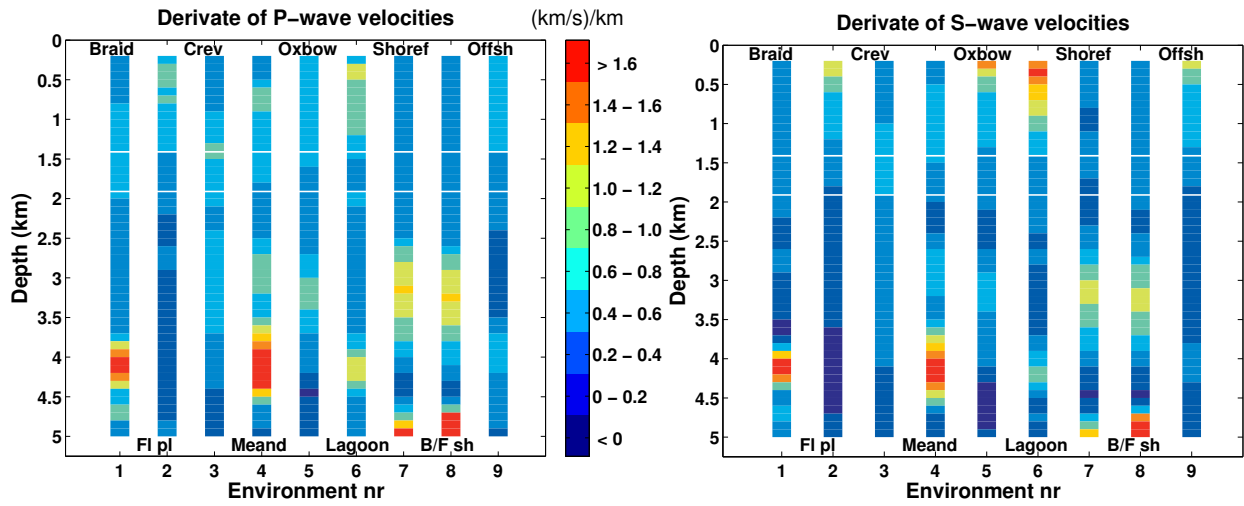 Derivate of P−wave velocities
(km/s)/km
Derivate of S−wave velocities
Braid Crev Oxbow Shoref Offsh
0
0.5
1
1.5
2
2.5
3
3.5
4
4.5
5
Depth (km)
Fl pl Meand Lagoon B/F sh
1 2 3 4 5 6 7 8 9
Environment nr
> 1.6
1.4 − 1.6
1.2 − 1.4
1.0 − 1.2
0.8 − 1.0
0.6 − 0.8
0.4 − 0.6
0.2 − 0.4
0 − 0.2
< 0
Braid Crev Oxbow Shoref Offsh
0
0.5
1
1.5
2
2.5
3
3.5
4
4.5
5
Depth (km)
Fl pl Meand Lagoon B/F sh
1 2 3 4 5 6 7 8 9
Environment nr